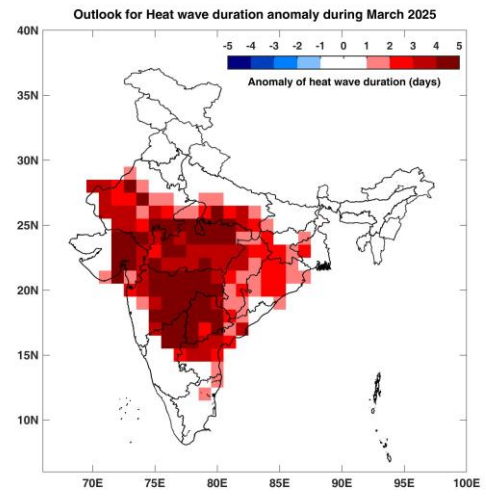 Outlook for Heat wave duration anomaly during March 2025
40N
-5 -4 -3 -2 -1 0 1 2 3 4 5
Anomaly of heat wave duration (days)
35N
30N
25N
20N
15N
10N
70E 75E 80E 85E 90E 95E 100E